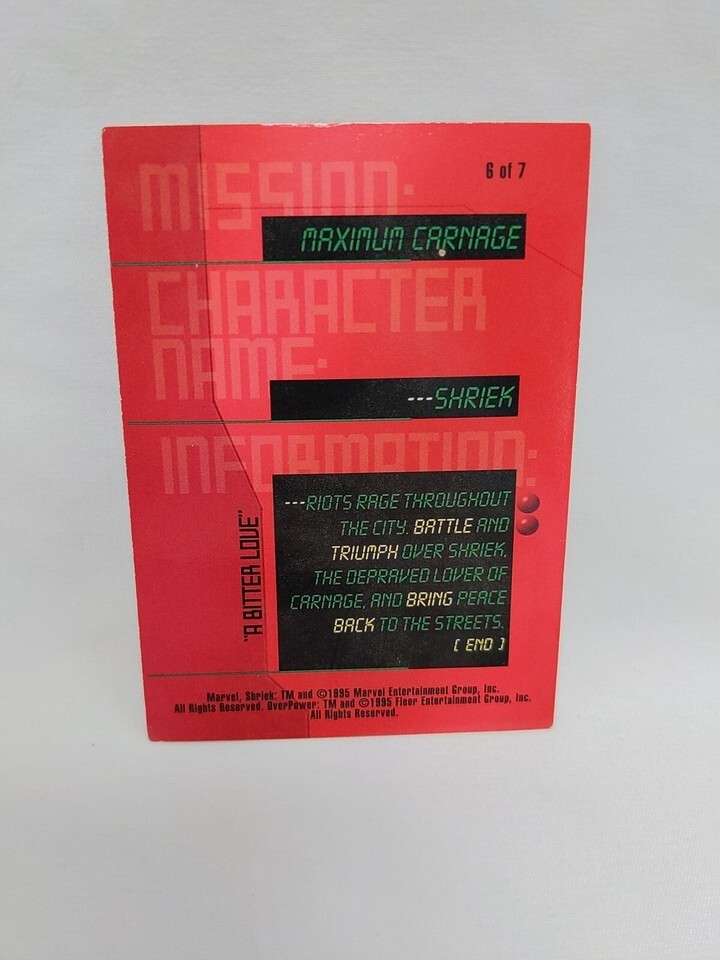 6 of 7
MISSION:
MAXIMUM CARNAGE
CHARACTER
NAME:
---SHRIEK
INFORMATION:
---RIOTS RAGE THROUGHOUT
THE CITY. BATTLE AND
TRIUMPH OVER SHRIEK,
THE DEPRAVED LOVER OF
CARNAGE, AND BRING PEACE
BACK TO THE STREETS.
[ END ]
"A BITTER LOVE"
Marvel, Shriek: TM and ©1995 Marvel Entertainment Group, Inc.
All Rights Reserved. OverPower: TM and ©1995 Fleer Entertainment Group, Inc.
All Rights Reserved.